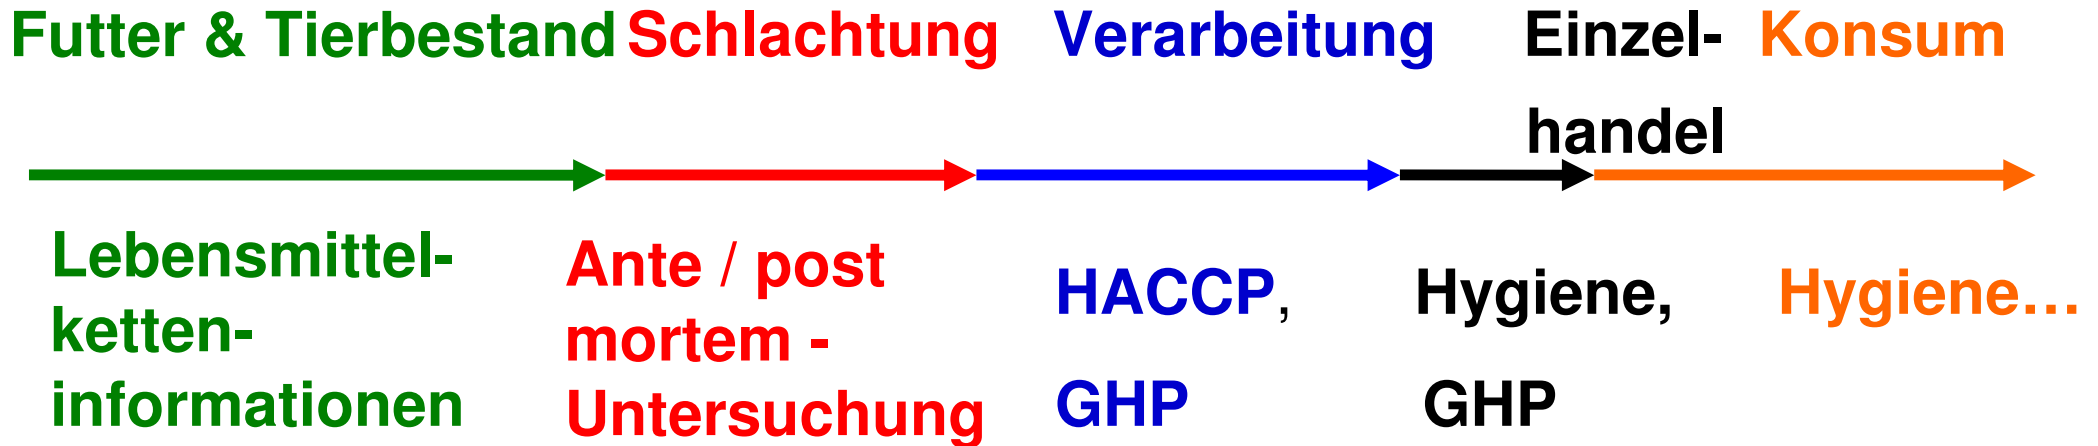 Futter & Tierbestand Schlachtung Verarbeitung Einzel- Konsum
handel
Lebensmittel-
ketten-
informationen
Ante / post
mortem -
Untersuchung
HACCP,
GHP
Hygiene,
GHP
Hygiene…